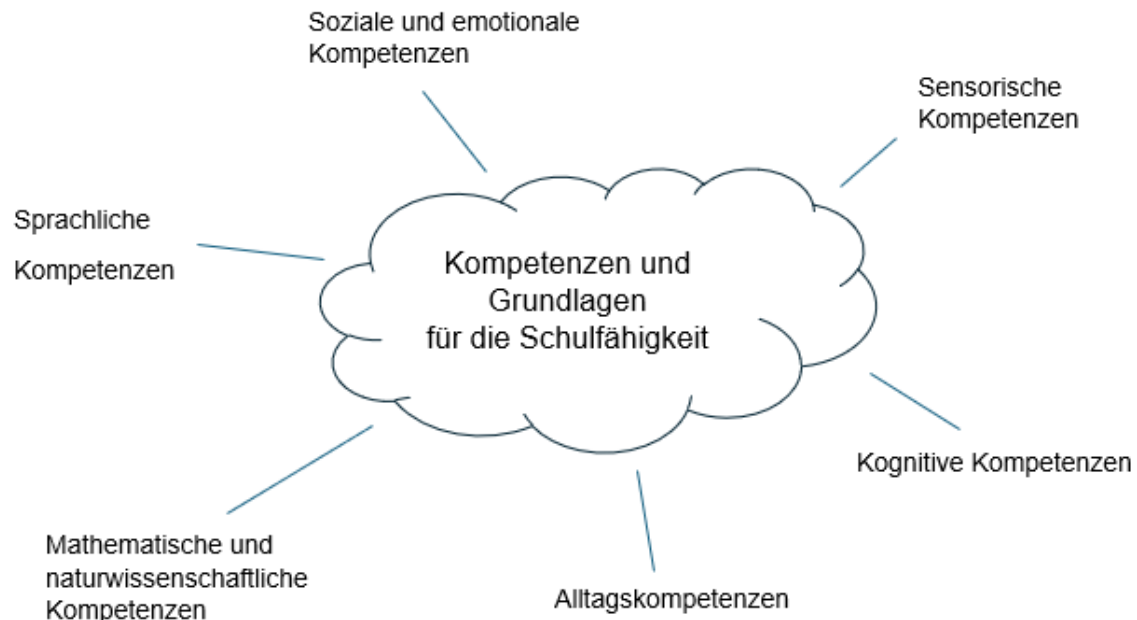 Soziale und emotionale
Kompetenzen
Sensorische
Kompetenzen
Sprachliche
Kompetenzen
Kompetenzen und
Grundlagen
für die Schulfähigkeit
Kognitive Kompetenzen
Mathematische und
naturwissenschaftliche
Kompetenzen
Alltagskompetenzen